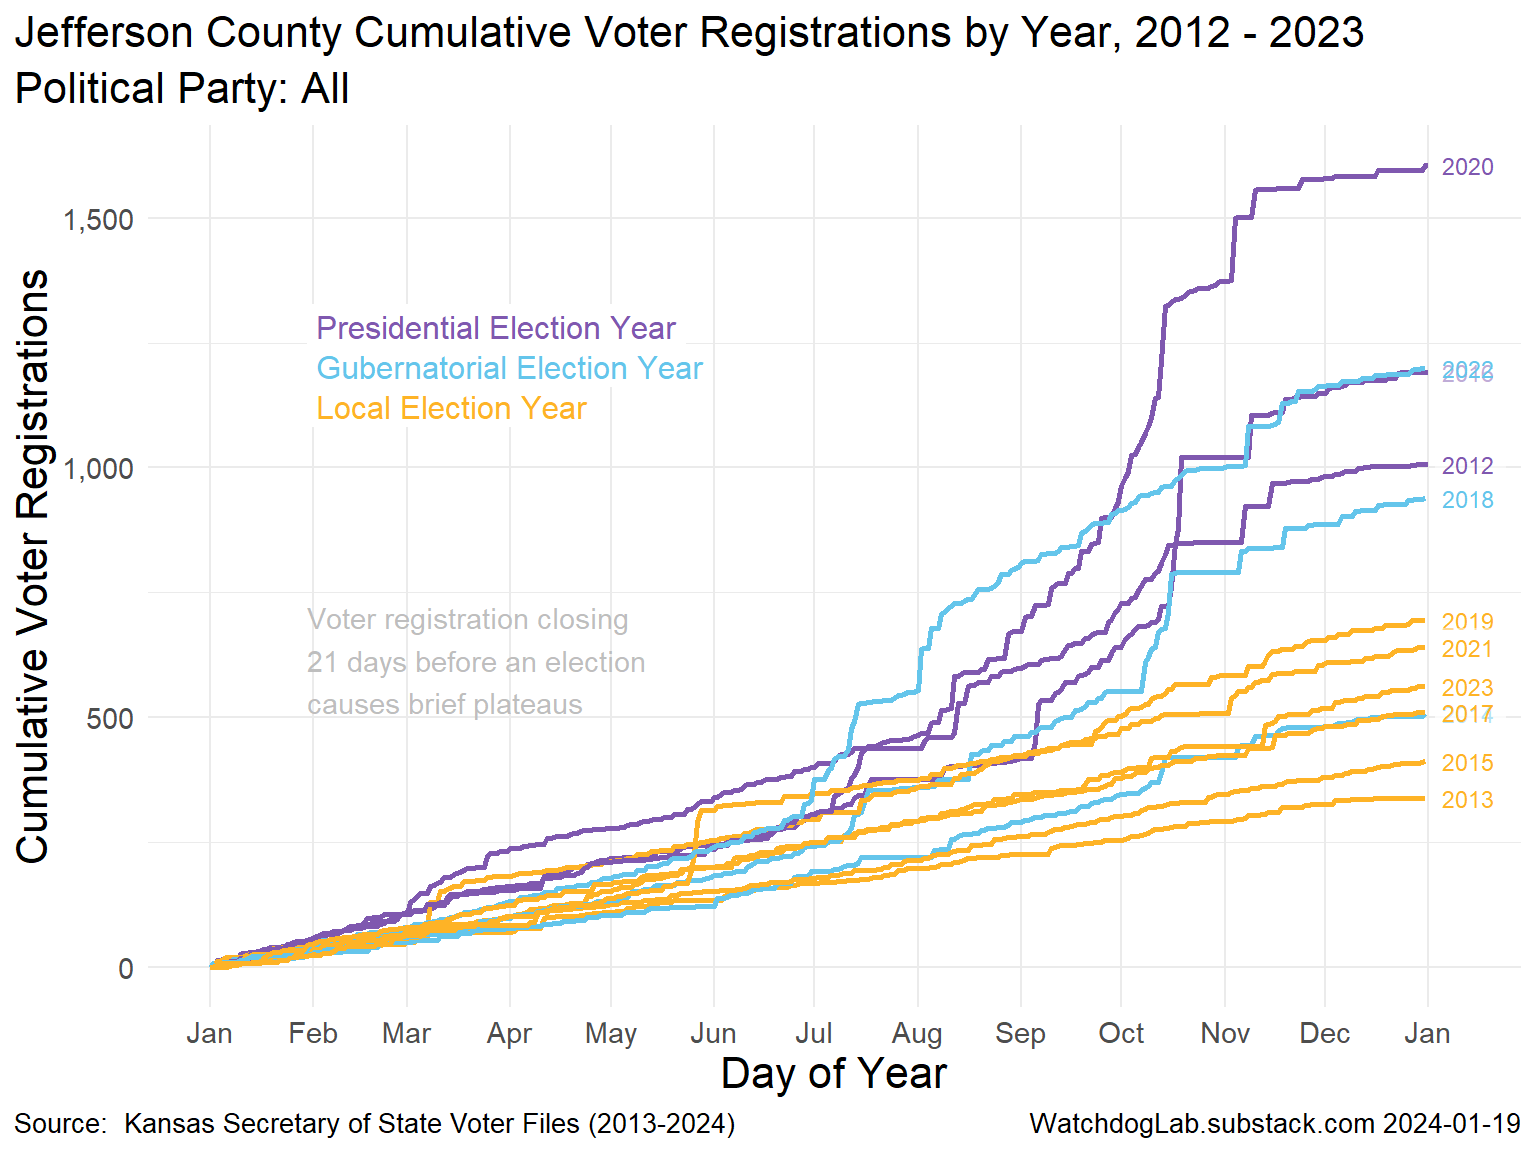 Jefferson County Cumulative Voter Registrations by Year, 2012 - 2023
Political Party: All
Cumulative Voter Registrations
1,500
1,000
500
0
Presidential Election Year
Gubernatorial Election Year
Local Election Year
Voter registration closing
21 days before an election
causes brief plateaus
2020
2022
2012
2018
2019
2021
2023
2017
2015
2013
Jan Feb Mar Apr May Jun Jul Aug Sep Oct Nov Dec Jan
Day of Year
Source:  Kansas Secretary of State Voter Files (2013-2024)
WatchdogLab.substack.com 2024-01-19